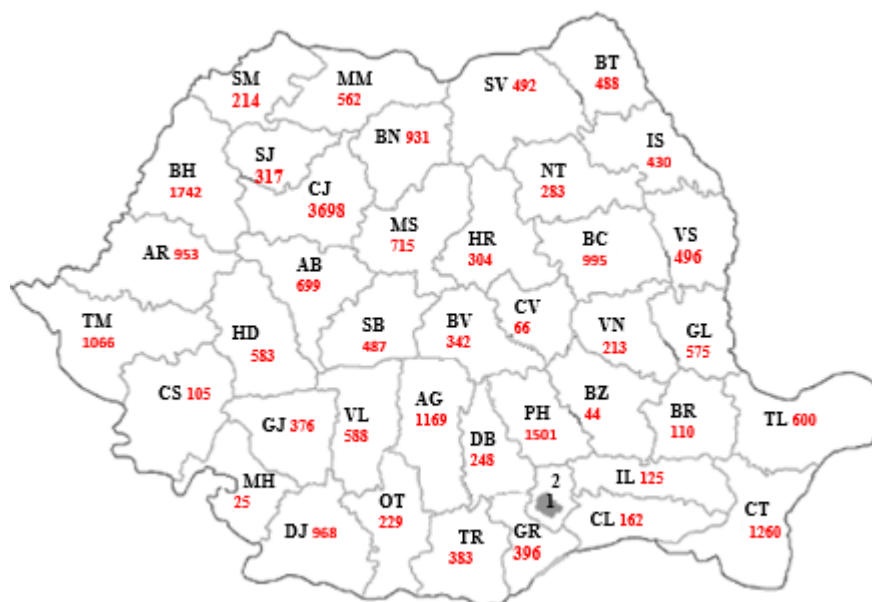 SM
214
MM
562
SV 492
BT
488
BN 931
IS
430
SJ
317
BH
1742
CJ
3698
NT
283
MS
715
HR
304
BC
995
VS
496
AR 953
AB
699
TM
1066
HD
583
SB
487
BV
342
CV
66
VN
213
GL
575
CS 105
GJ 376
VL
588
AG
1169
DB
248
PH
1501
BZ
44
BR
110
TL 600
MH
25
OT
229
2
1
IL 125
CL 162
CT
1260
DJ 968
TR
383
GR
396